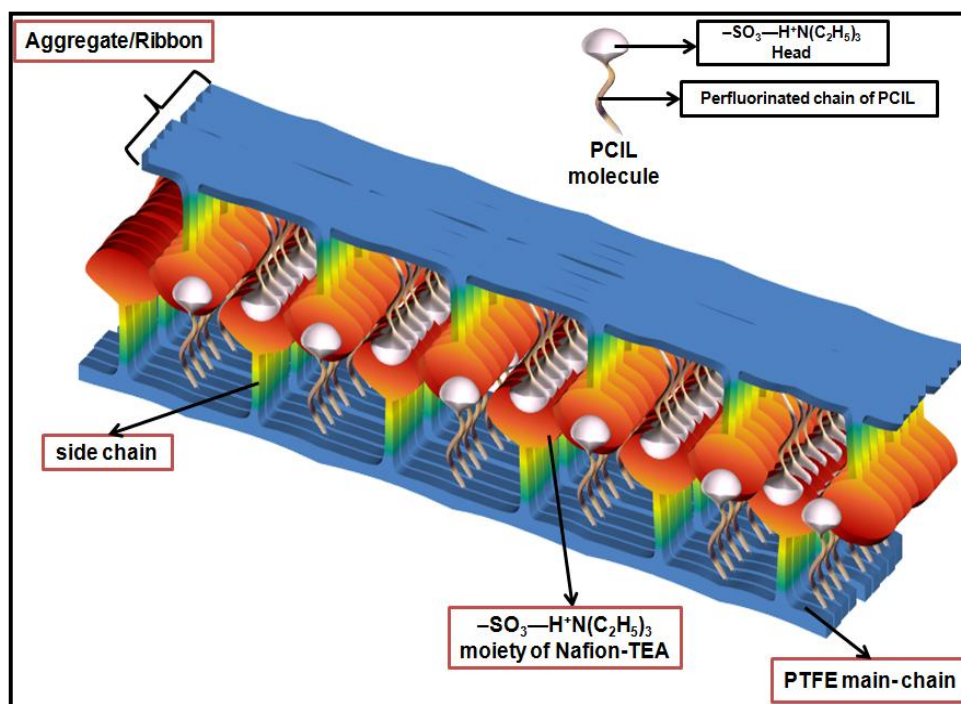 Aggregate/Ribbon
–SO₃—H⁺N(C₂H₅)₃
Head
Perfluorinated chain of PCIL
PCIL
molecule
side chain
–SO₃—H⁺N(C₂H₅)₃
moiety of Nafion-TEA
PTFE main-chain